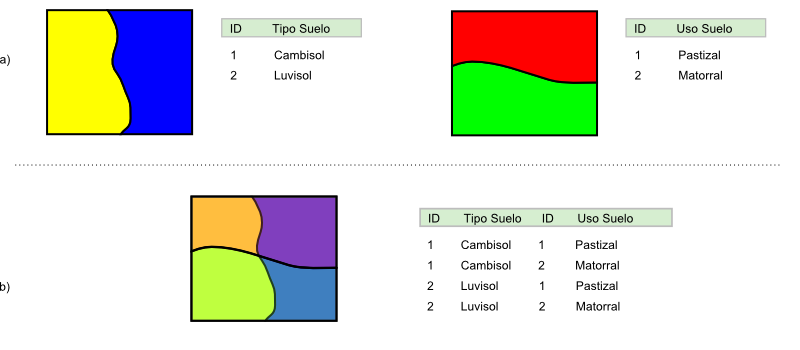 a)
ID Tipo Suelo
1 Cambisol
2 Luvisol
ID Uso Suelo
1 Pastizal
2 Matorral
b)
ID Tipo Suelo ID Uso Suelo
1 Cambisol 1 Pastizal
1 Cambisol 2 Matorral
2 Luvisol 1 Pastizal
2 Luvisol 2 Matorral